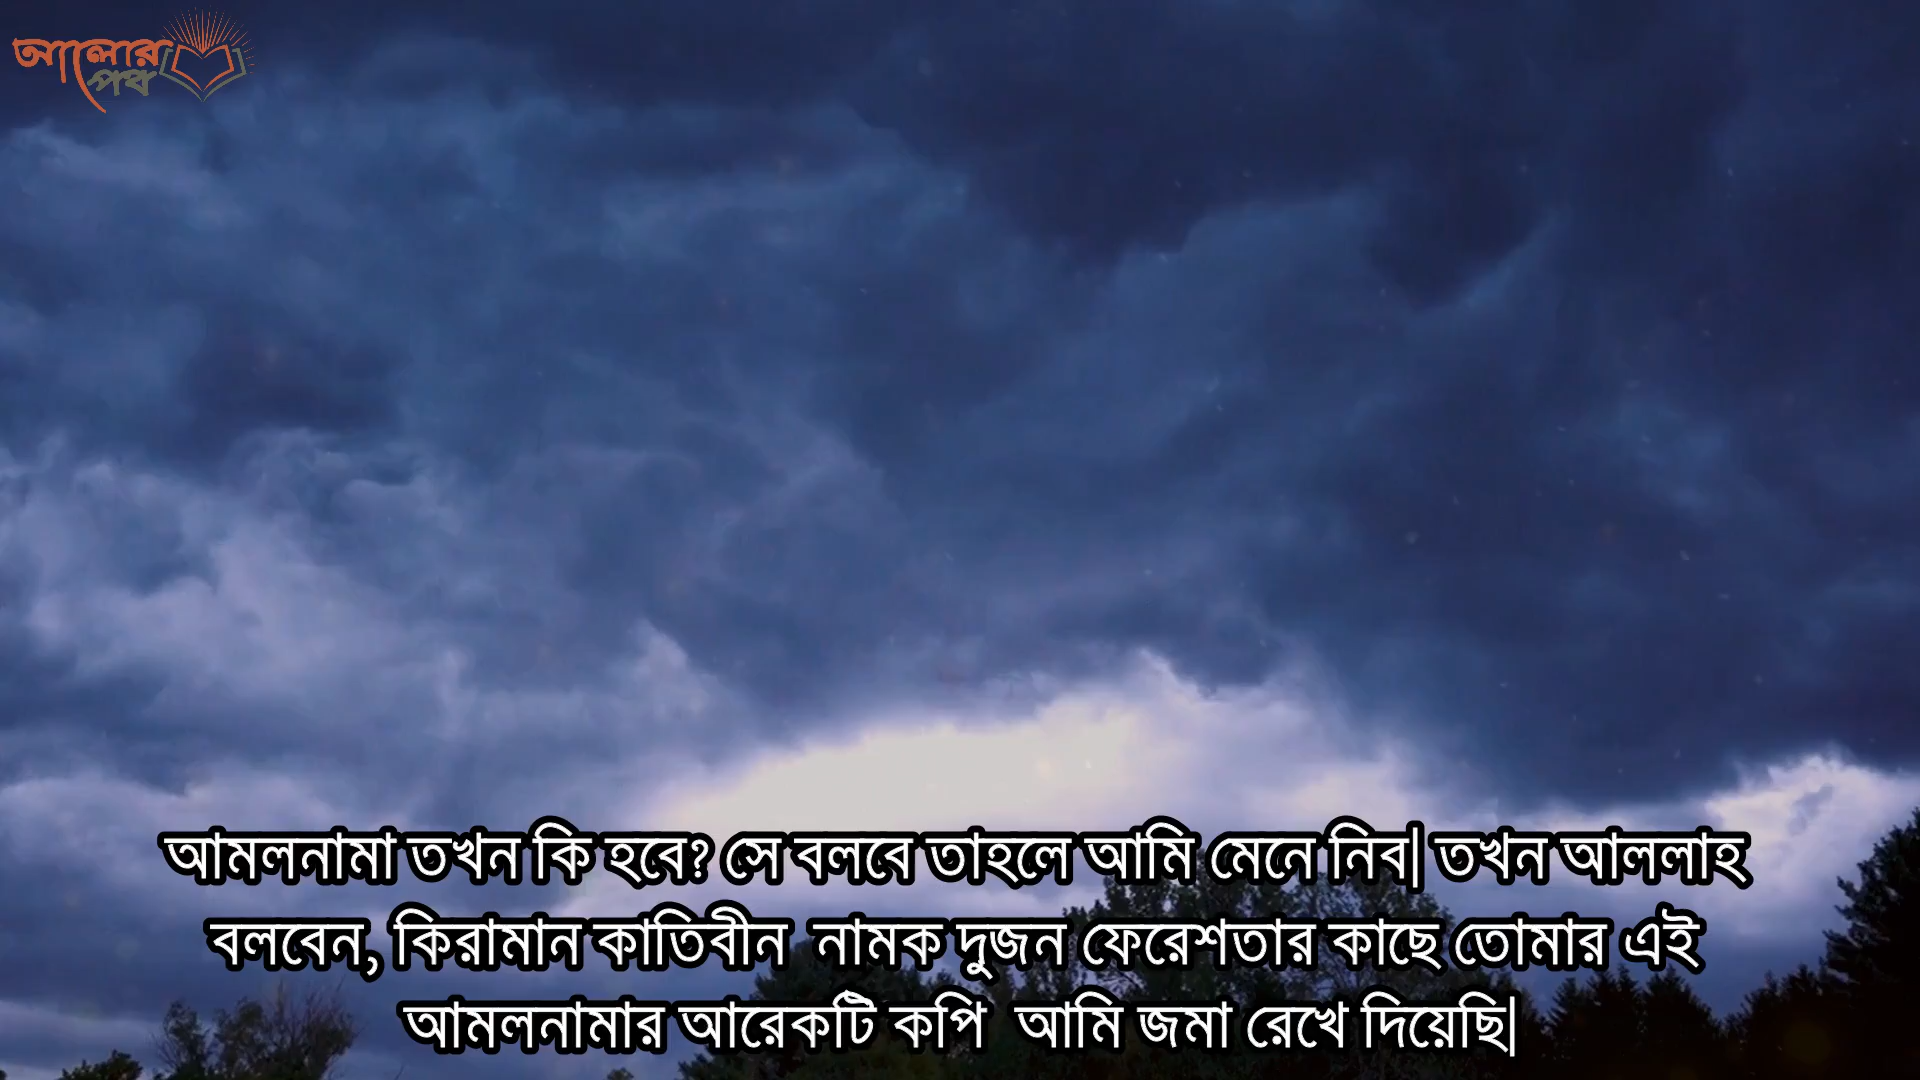 আলোর
পথ
আমলনামা তখন কি হবে? সে বলবে তাহলে আমি মেনে নিব| তখন আললাহ
বলবেন, কিরামান কাতিবীন নামক দুজন ফেরেশতার কাছে তোমার এই
আমলনামার আরেকটি কপি আমি জমা রেখে দিয়েছি|